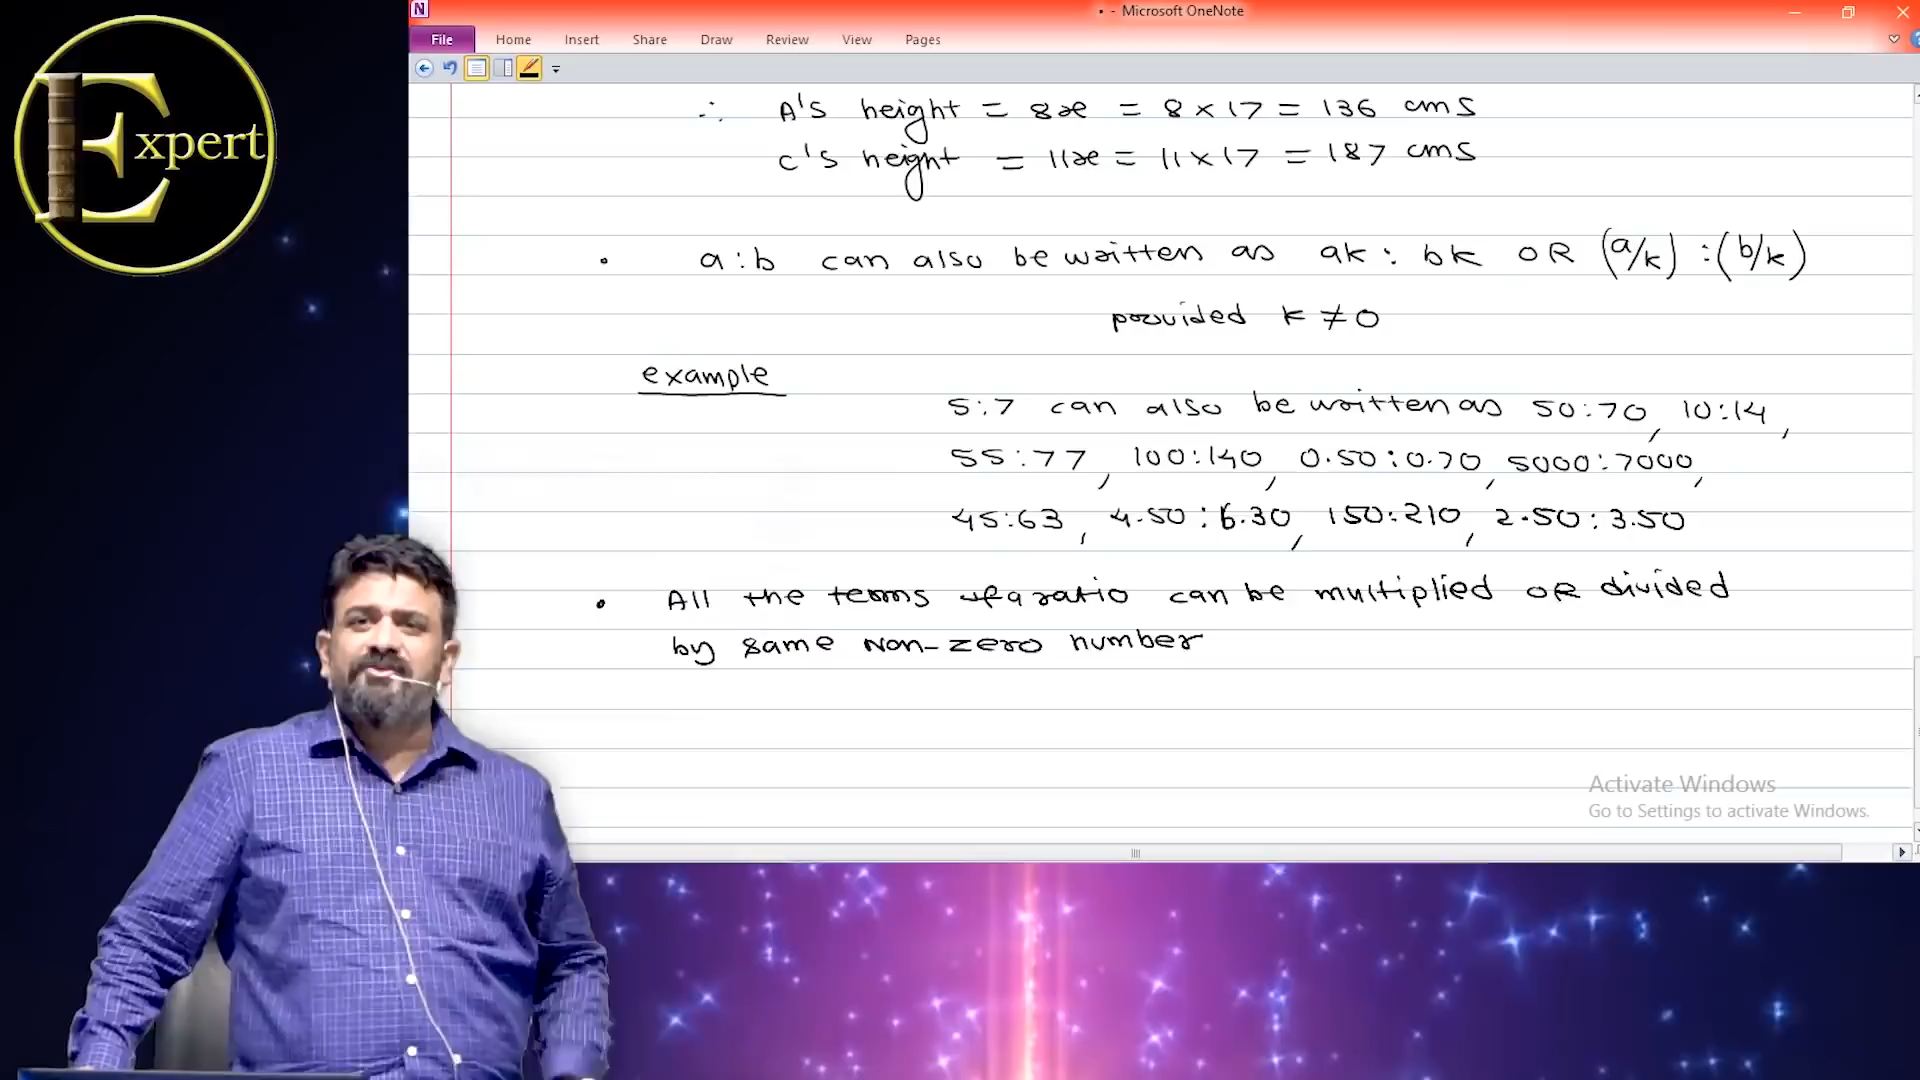 Expert
- Microsoft OneNote
File Home Insert Share Draw Review View Pages
∴ A's height = 8x = 8 × 17 = 136 cms
C's height = 11x = 11 × 17 = 187 cms
• a : b can also be written as ak : bk OR (a/k) : (b/k)
provided k ≠ 0
example
5:7 can also be written as 50:70, 10:14,
55:77, 100:140, 0.50:0.70, 5000:7000,
45:63, 4.50:6.30, 150:210, 2.50:3.50
• All the terms of a ratio can be multiplied OR divided
by same Non-zero number
Activate Windows
Go to Settings to activate Windows.